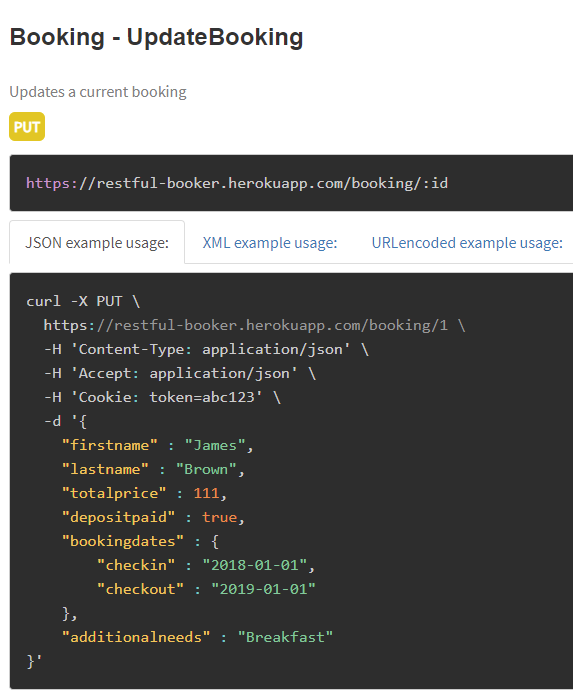 Booking - UpdateBooking
Updates a current booking
PUT
https://restful-booker.herokuapp.com/booking/:id
JSON example usage: XML example usage: URLencoded example usage:
curl -X PUT \
  https://restful-booker.herokuapp.com/booking/1 \
  -H 'Content-Type: application/json' \
  -H 'Accept: application/json' \
  -H 'Cookie: token=abc123' \
  -d '{
    "firstname" : "James",
    "lastname" : "Brown",
    "totalprice" : 111,
    "depositpaid" : true,
    "bookingdates" : {
        "checkin" : "2018-01-01",
        "checkout" : "2019-01-01"
    },
    "additionalneeds" : "Breakfast"
}'